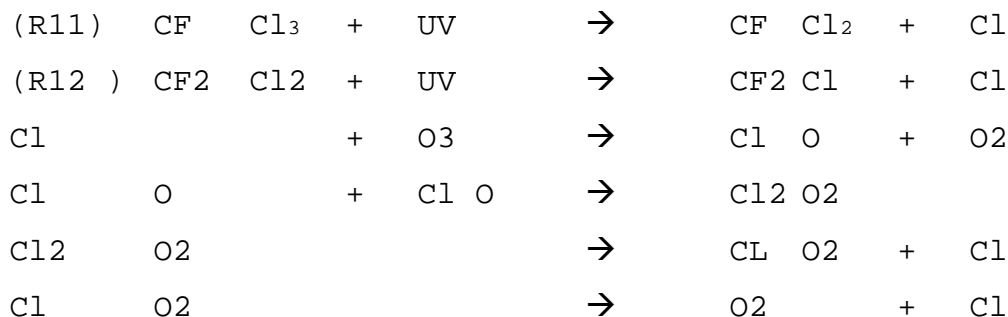 (R11) CF Cl₃ + UV → CF Cl₂ + Cl
(R12 ) CF2 Cl2 + UV → CF2 Cl + Cl
Cl + O3 → Cl O + O2
Cl O + Cl O → Cl2 O2
Cl2 O2 → CL O2 + Cl
Cl O2 → O2 + Cl